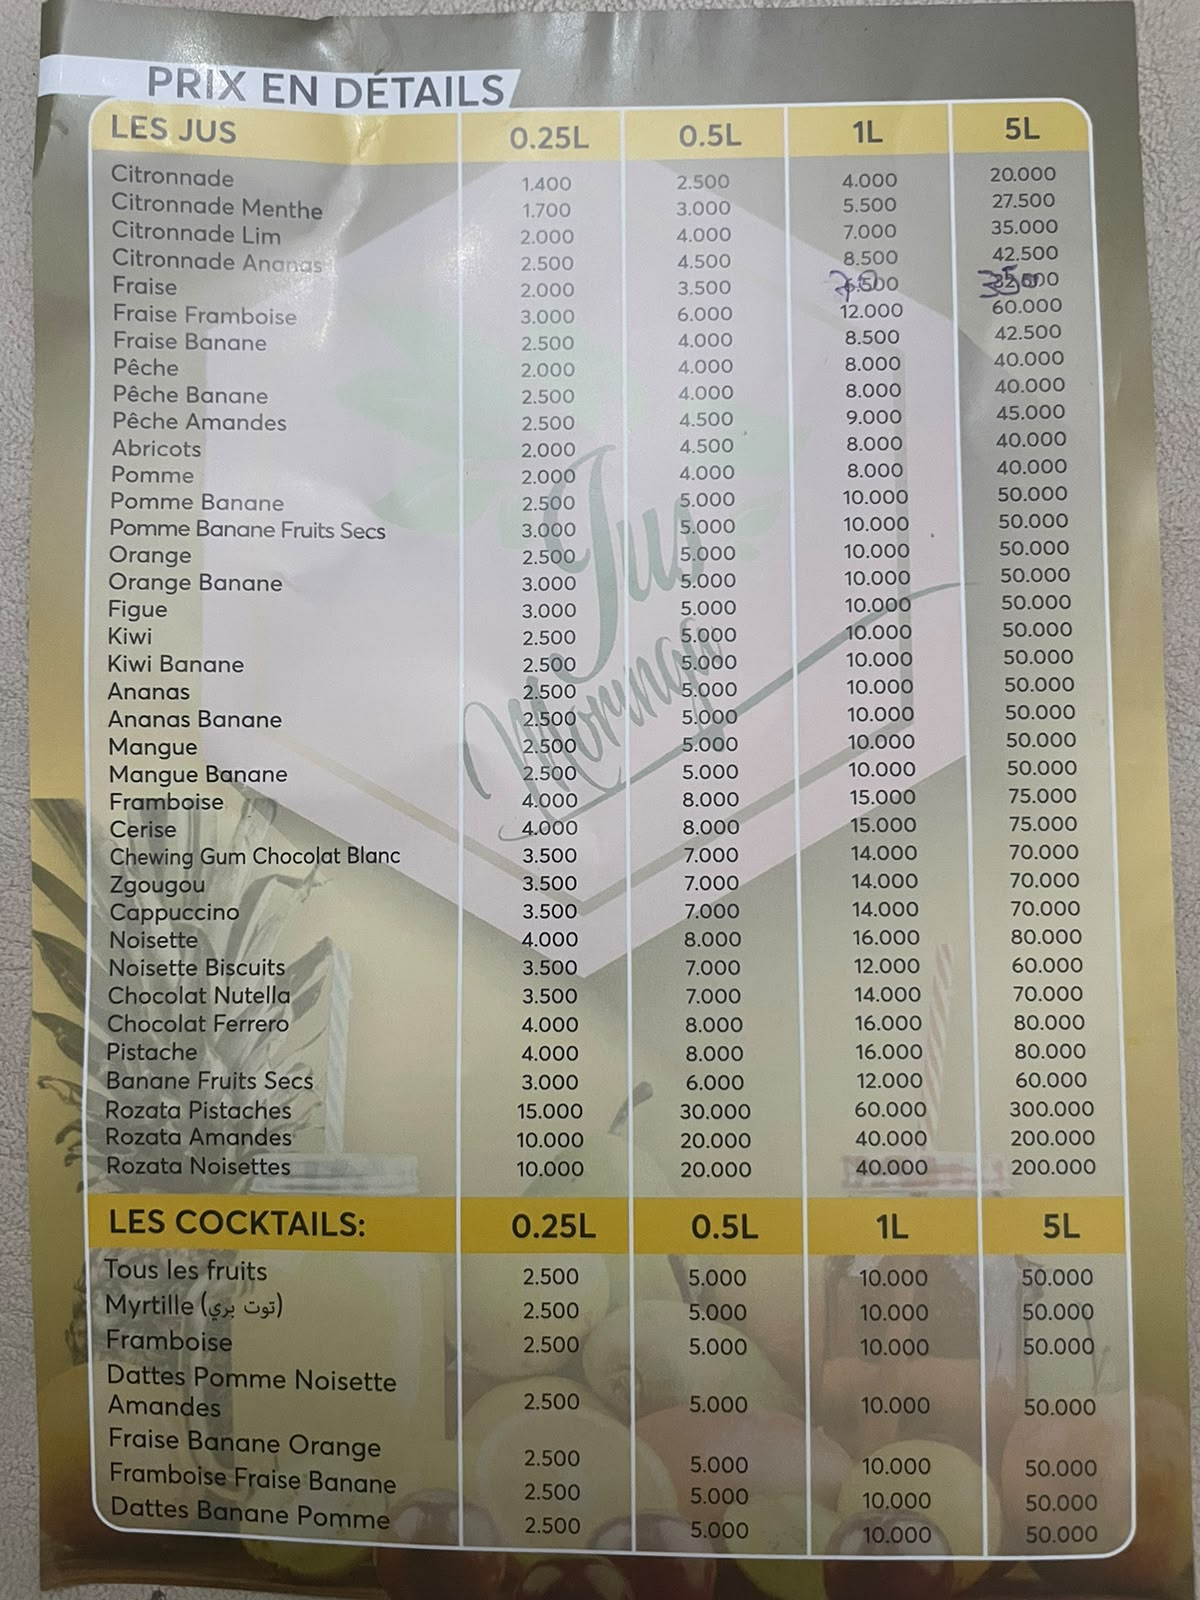 PRIX EN DÉTAILS
LES JUS 0.25L 0.5L 1L 5L
Citronnade 1.400 2.500 4.000 20.000
Citronnade Menthe 1.700 3.000 5.500 27.500
Citronnade Lim 2.000 4.000 7.000 35.000
Citronnade Ananas 2.500 4.500 8.500 42.500
Fraise 2.000 3.500
Fraise Framboise 3.000 6.000 12.000 60.000
Fraise Banane 2.500 4.000 8.500 42.500
Pêche 2.000 4.000 8.000 40.000
Pêche Banane 2.500 4.000 8.000 40.000
Pêche Amandes 2.500 4.500 9.000 45.000
Abricots 2.000 4.500 8.000 40.000
Pomme 2.000 4.000 8.000 40.000
Pomme Banane 2.500 5.000 10.000 50.000
Pomme Banane Fruits Secs 3.000 5.000 10.000 50.000
Orange 2.500 5.000 10.000 50.000
Orange Banane 3.000 5.000 10.000 50.000
Figue 3.000 5.000 10.000 50.000
Kiwi 2.500 5.000 10.000 50.000
Kiwi Banane 2.500 5.000 10.000 50.000
Ananas 2.500 5.000 10.000 50.000
Ananas Banane 2.500 5.000 10.000 50.000
Mangue 2.500 5.000 10.000 50.000
Mangue Banane 2.500 5.000 10.000 50.000
Framboise 4.000 8.000 15.000 75.000
Cerise 4.000 8.000 15.000 75.000
Chewing Gum Chocolat Blanc 3.500 7.000 14.000 70.000
Zgougou 3.500 7.000 14.000 70.000
Cappuccino 3.500 7.000 14.000 70.000
Noisette 4.000 8.000 16.000 80.000
Noisette Biscuits 3.500 7.000 12.000 60.000
Chocolat Nutella 3.500 7.000 14.000 70.000
Chocolat Ferrero 4.000 8.000 16.000 80.000
Pistache 4.000 8.000 16.000 80.000
Banane Fruits Secs 3.000 6.000 12.000 60.000
Rozata Pistaches 15.000 30.000 60.000 300.000
Rozata Amandes 10.000 20.000 40.000 200.000
Rozata Noisettes 10.000 20.000 40.000 200.000
Jus
Moringa
LES COCKTAILS: 0.25L 0.5L 1L 5L
Tous les fruits 2.500 5.000 10.000 50.000
Myrtille (توت بري) 2.500 5.000 10.000 50.000
Framboise 2.500 5.000 10.000 50.000
Dattes Pomme Noisette
Amandes 2.500 5.000 10.000 50.000
Fraise Banane Orange 2.500 5.000 10.000 50.000
Framboise Fraise Banane 2.500 5.000 10.000 50.000
Dattes Banane Pomme 2.500 5.000 10.000 50.000